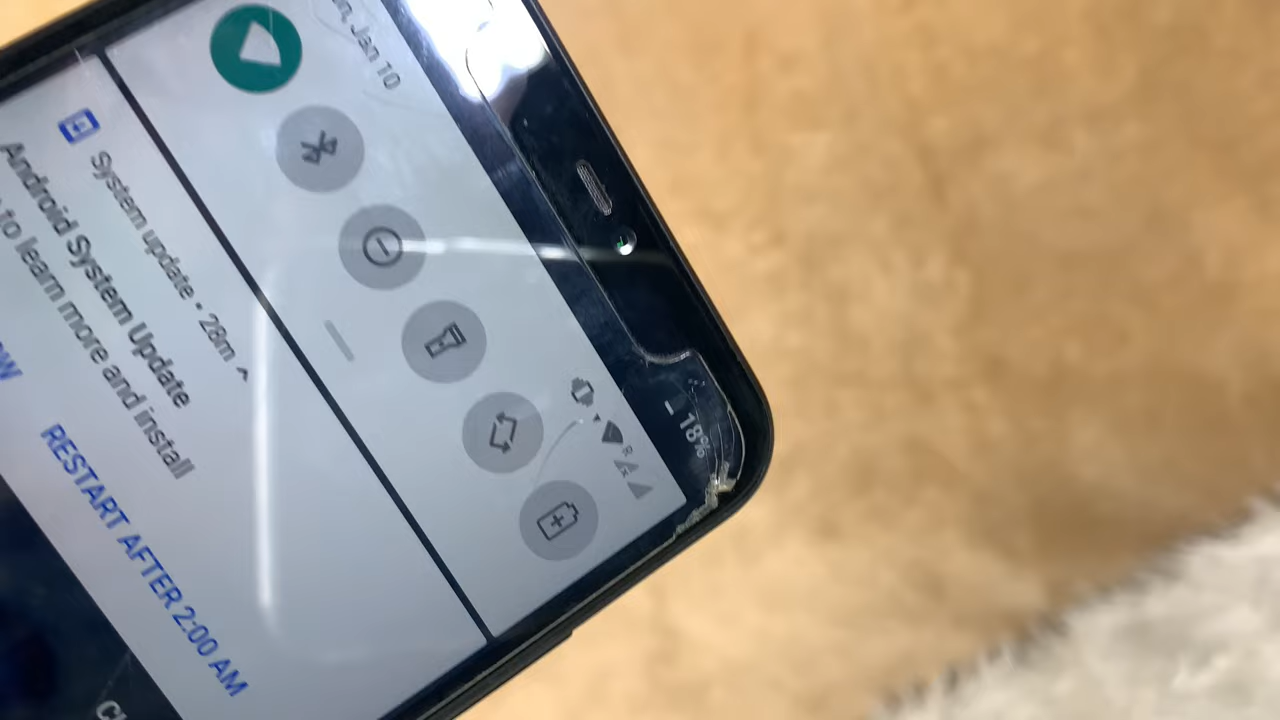 18%
Jan 10
System update • 28m
Android System Update
to learn more and install
RESTART AFTER 2:00 AM